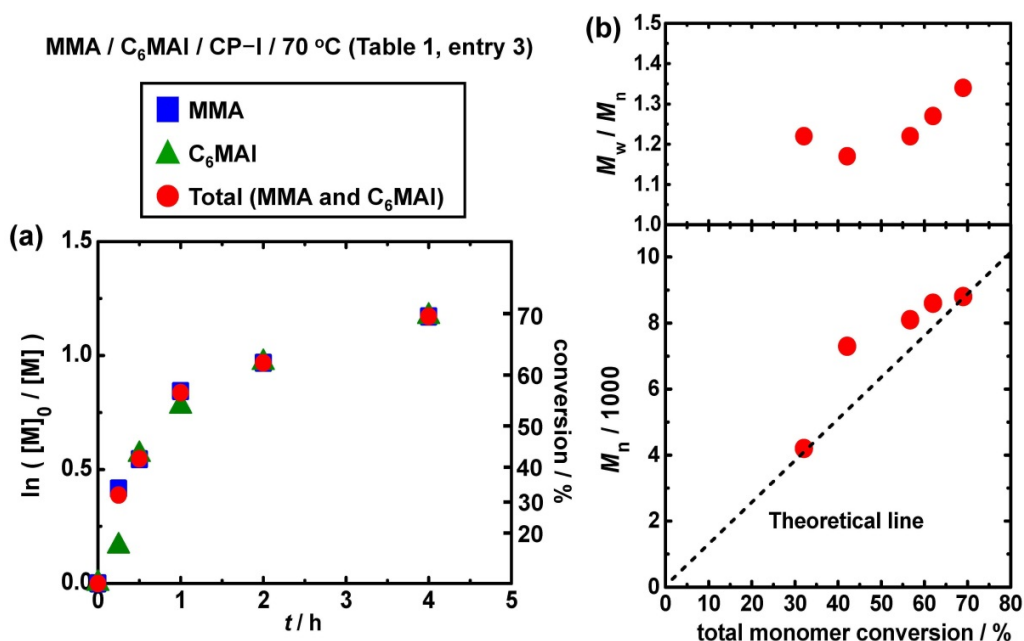 MMA / C₆MAI / CP−I / 70 °C (Table 1, entry 3)
MMA
C₆MAI
Total (MMA and C₆MAI)
(a)
1.5
1.0
0.5
0.0
ln ( [M]₀ / [M] )
0 1 2 3 4 5
t / h
70
60
50
40
30
20
conversion / %
(b)
1.5
1.4
1.3
1.2
1.1
1.0
Mw / Mn
10
8
6
4
2
0
Mn / 1000
Theoretical line
0 10 20 30 40 50 60 70 80
total monomer conversion / %